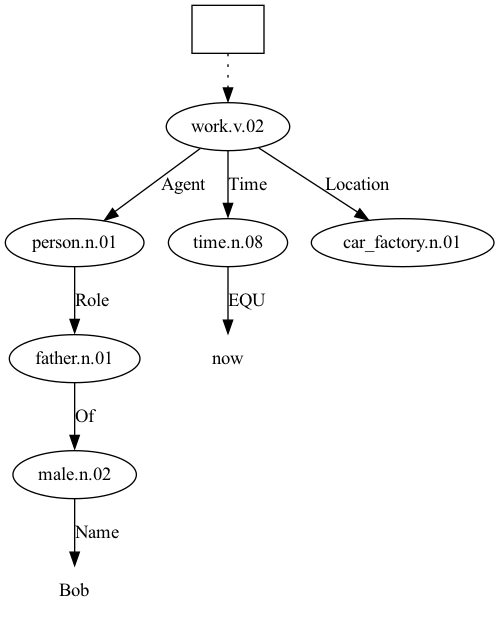 work.v.02
Agent Time Location
person.n.01 time.n.08 car_factory.n.01
Role EQU
father.n.01 now
Of
male.n.02
Name
Bob